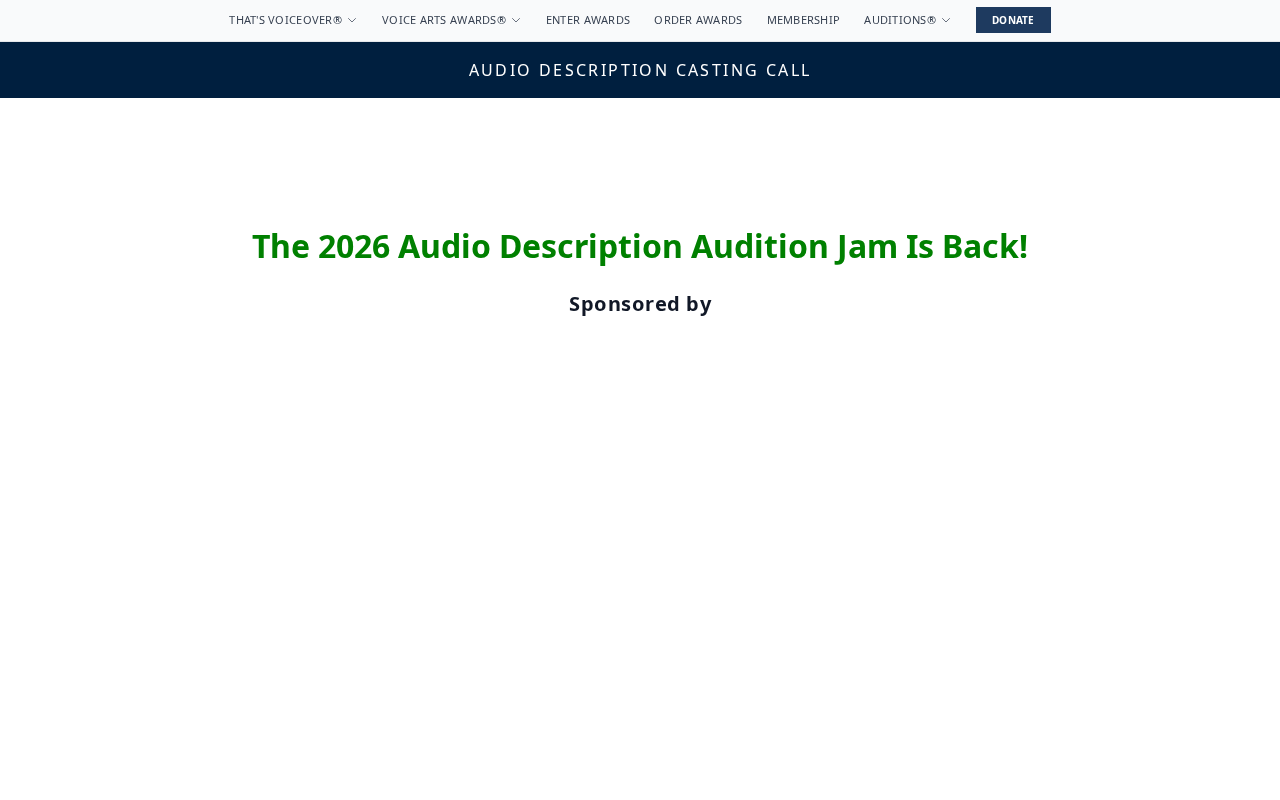 THAT'S VOICEOVER® VOICE ARTS AWARDS® ENTER AWARDS ORDER AWARDS MEMBERSHIP AUDITIONS® DONATE
AUDIO DESCRIPTION CASTING CALL
The 2026 Audio Description Audition Jam Is Back!
Sponsored by